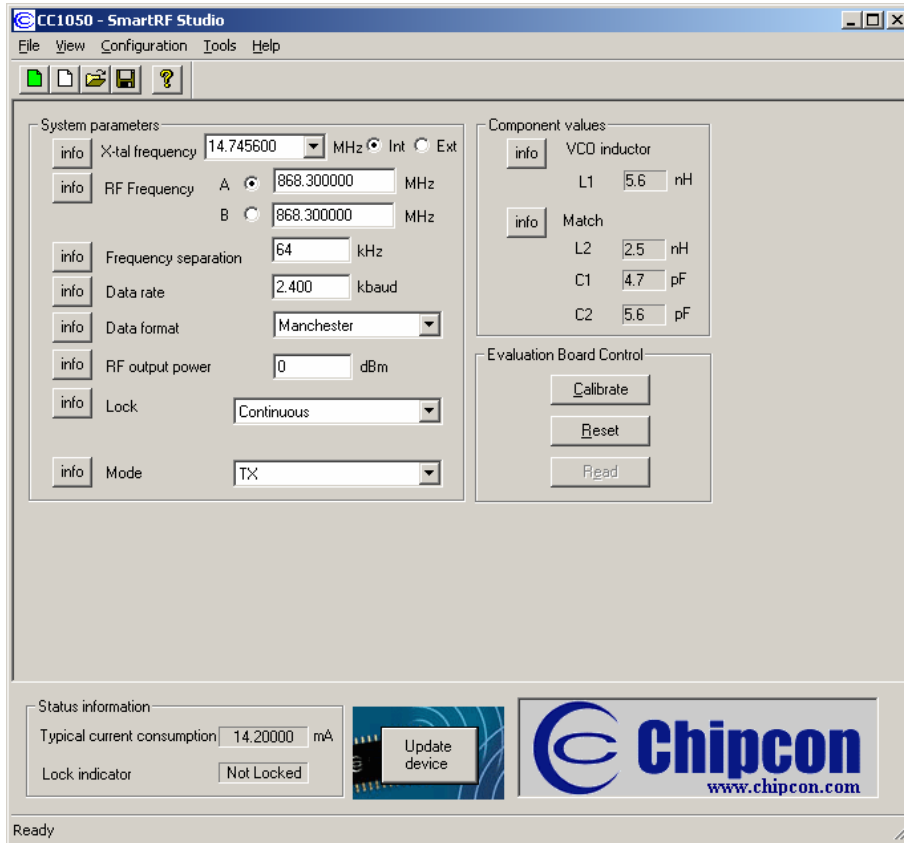 CC1050 - SmartRF Studio
File View Configuration Tools Help
System parameters
info X-tal frequency 14.745600 MHz Int Ext
info RF Frequency A 868.300000 MHz
B 868.300000 MHz
info Frequency separation 64 kHz
info Data rate 2.400 kbaud
info Data format Manchester
info RF output power 0 dBm
info Lock Continuous
info Mode TX
Component values
info VCO inductor
L1 5.6 nH
info Match
L2 2.5 nH
C1 4.7 pF
C2 5.6 pF
Evaluation Board Control
Calibrate
Reset
Read
Status information
Typical current consumption 14.20000 mA
Lock indicator Not Locked
Update
device
Chipcon
www.chipcon.com
Ready